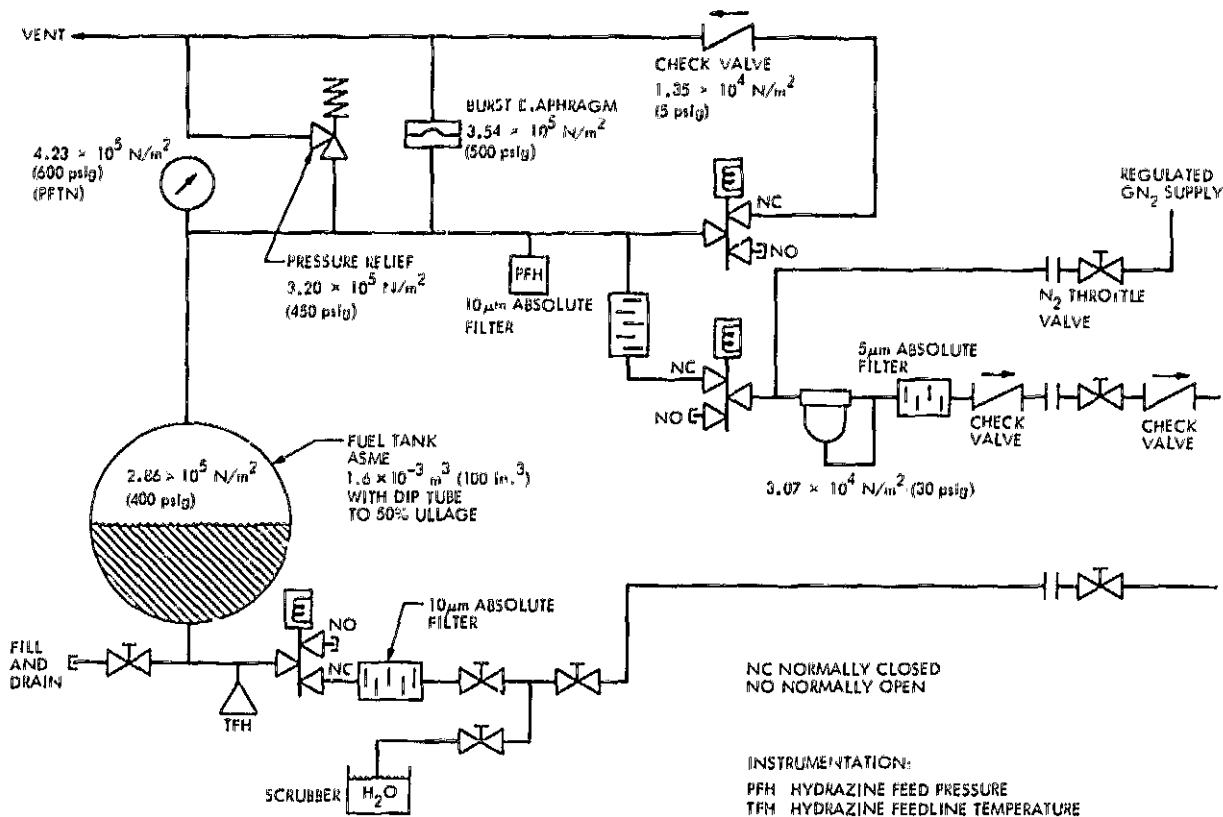 VENT
CHECK VALVE
1.35 × 10⁴ N/m²
(5 psig)
BURST DIAPHRAGM
3.54 × 10⁵ N/m²
(500 psig)
4.23 × 10⁵ N/m²
(600 psig)
(PFTN)
NC
NO
REGULATED
GN₂ SUPPLY
PRESSURE RELIEF
3.20 × 10⁵ N/m²
(450 psig)
PFH
10μm ABSOLUTE
FILTER
N₂ THROTTLE
VALVE
NC
NO
5μm ABSOLUTE
FILTER
CHECK
VALVE
CHECK
VALVE
3.07 × 10⁴ N/m² (30 psig)
2.86 × 10⁵ N/m²
(400 psig)
FUEL TANK
ASME
1.6 × 10⁻³ m³ (100 in.³)
WITH DIP TUBE
TO 50% ULLAGE
FILL
AND
DRAIN
TFH
NO
NC
10μm ABSOLUTE
FILTER
SCRUBBER
H₂O
NC NORMALLY CLOSED
NO NORMALLY OPEN
INSTRUMENTATION:
PFH HYDRAZINE FEED PRESSURE
TFH HYDRAZINE FEEDLINE TEMPERATURE